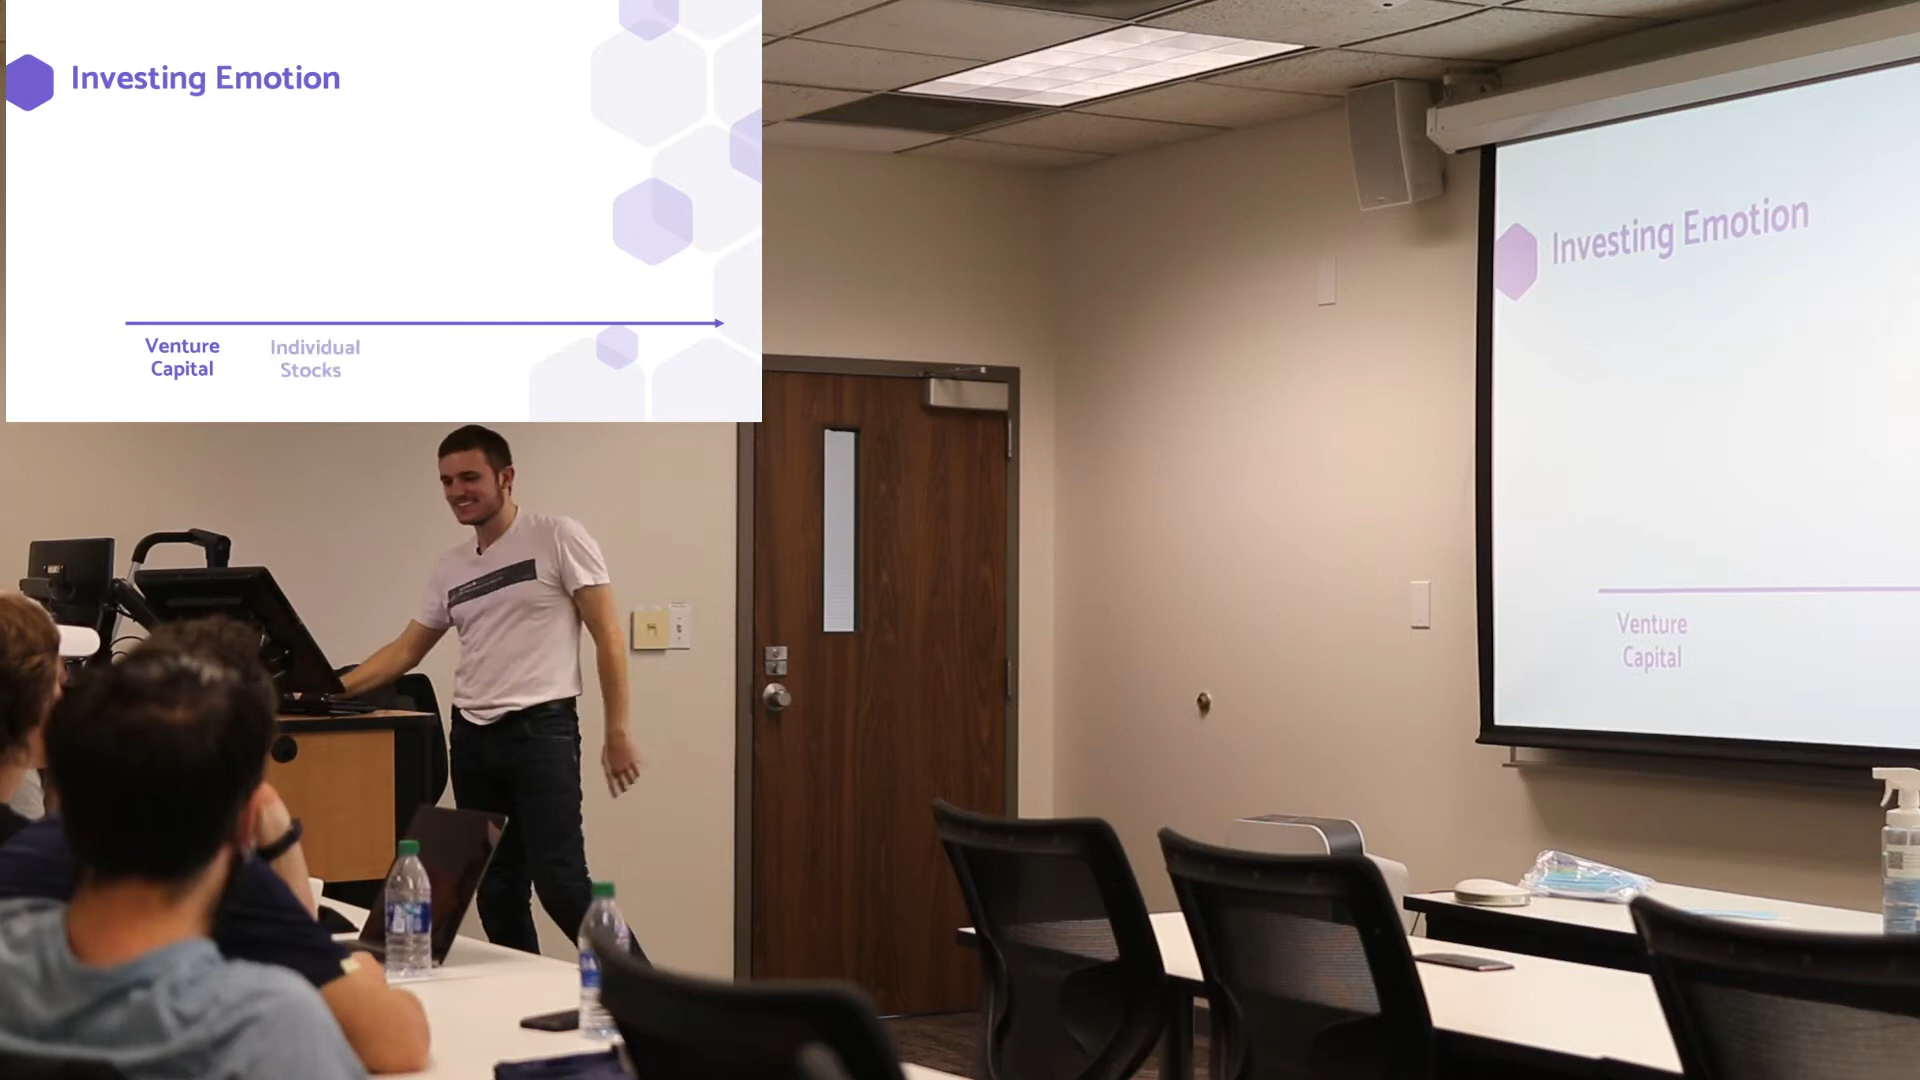 Investing Emotion
Venture
Capital
Individual
Stocks
Investing Emotion
Venture
Capital